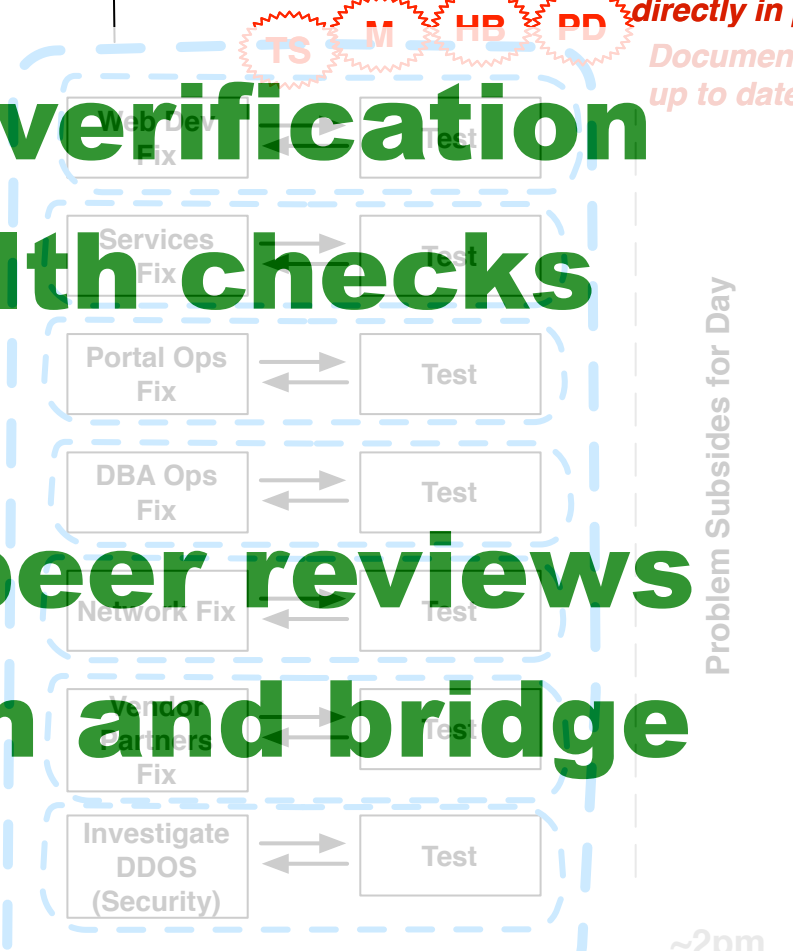 directly in
TS M HB PD
up to date
verification
Web Dev
Fix
Test
Services
Fix
Test
checks
Portal Ops
Fix
Test
DBA Ops
Fix
Test
peer reviews
Network Fix
Test
and bridge
Vendor
Partners
Fix
Test
Investigate
DDOS
(Security)
Test
Problem Subsides for Day
~2pm